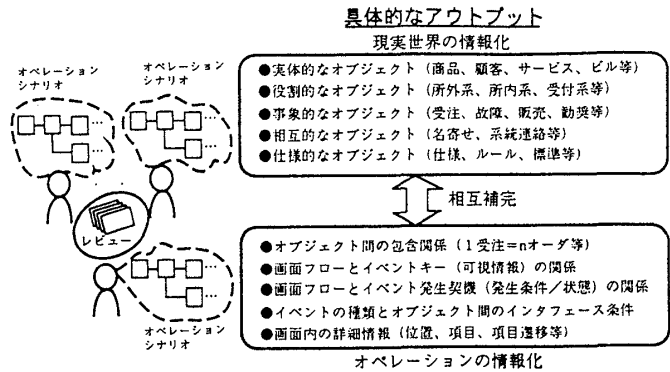 具体的なアウトプット
現実世界の情報化
オペレーション
シナリオ
オペレーション
シナリオ
●実体的なオブジェクト（商品、顧客、サービス、ビル等）
●役割的なオブジェクト（所外系、所内系、受付系等）
●事象的なオブジェクト（受注、故障、販売、勧奨等）
●相互的なオブジェクト（名寄せ、系統連絡等）
●仕様的なオブジェクト（仕様、ルール、標準等）
相互補完
レビュー
オペレーション
シナリオ
●オブジェクト間の包含関係（１受注＝nオーダ等）
●画面フローとイベントキー（可視情報）の関係
●画面フローとイベント発生契機（発生条件／状態）の関係
●イベントの種類とオブジェクト間のインタフェース条件
●画面内の詳細情報（位置、項目、項目遷移等）
オペレーションの情報化